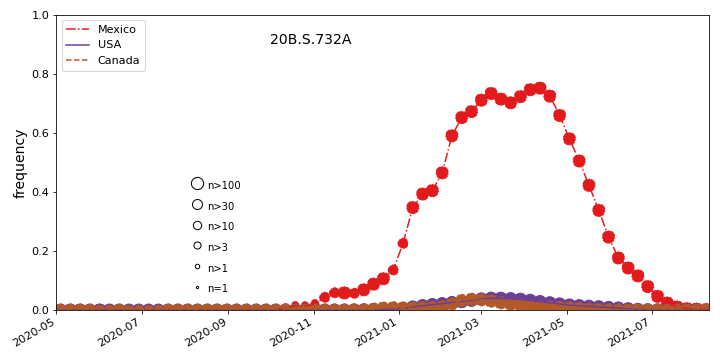 20B.S.732A
Mexico
USA
Canada
frequency
1.0
0.8
0.6
0.4
0.2
0.0
n>100
n>30
n>10
n>3
n>1
n=1
2020-05
2020-07
2020-09
2020-11
2021-01
2021-03
2021-05
2021-07